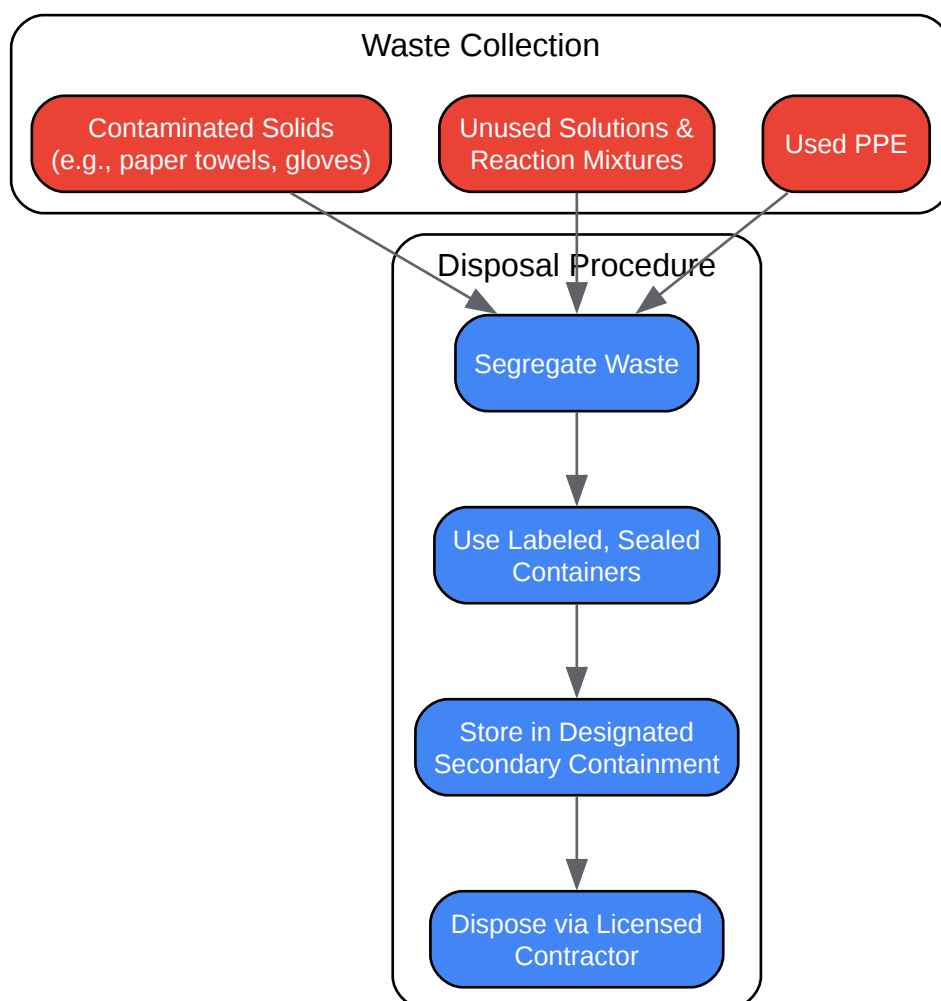 Waste Collection
Contaminated Solids
(e.g., paper towels, gloves)
Unused Solutions &
Reaction Mixtures
Used PPE
Disposal Procedure
Segregate Waste
Use Labeled, Sealed
Containers
Store in Designated
Secondary Containment
Dispose via Licensed
Contractor